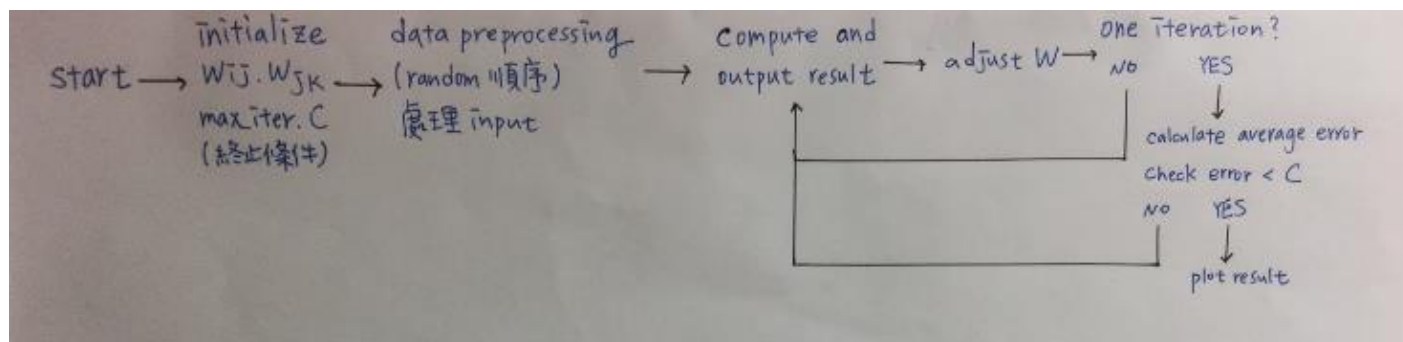 Start
initialize
Wij. Wjk
max iter. C
(終止條件)
data preprocessing
(random 順序)
處理 input
Compute and
output result
adjust W
One iteration?
NO YES
calculate average error
check error < C
NO YES
plot result